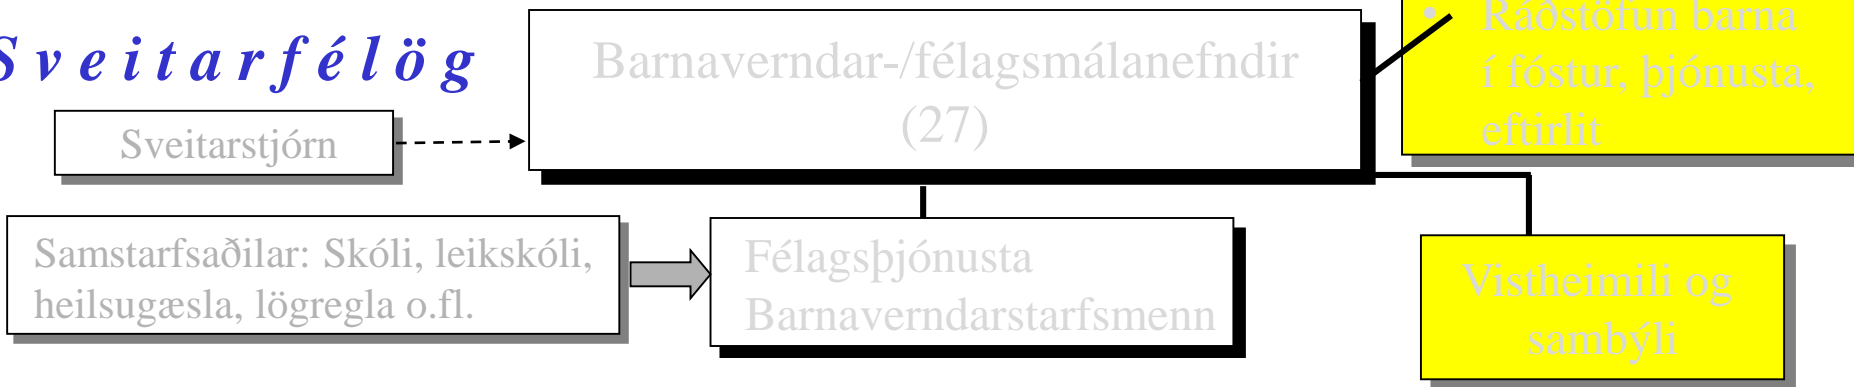 Sveitarfélög
Barnaverndar-/félagsmálanefndir
(27)
• Ráðstöfun barna
í fóstur, þjónusta,
eftirlit
Sveitarstjórn
Samstarfsaðilar: Skóli, leikskóli,
heilsugæsla, lögregla o.fl.
Félagsþjónusta
Barnaverndarstarfsmenn
Vistheimili og
sambýli